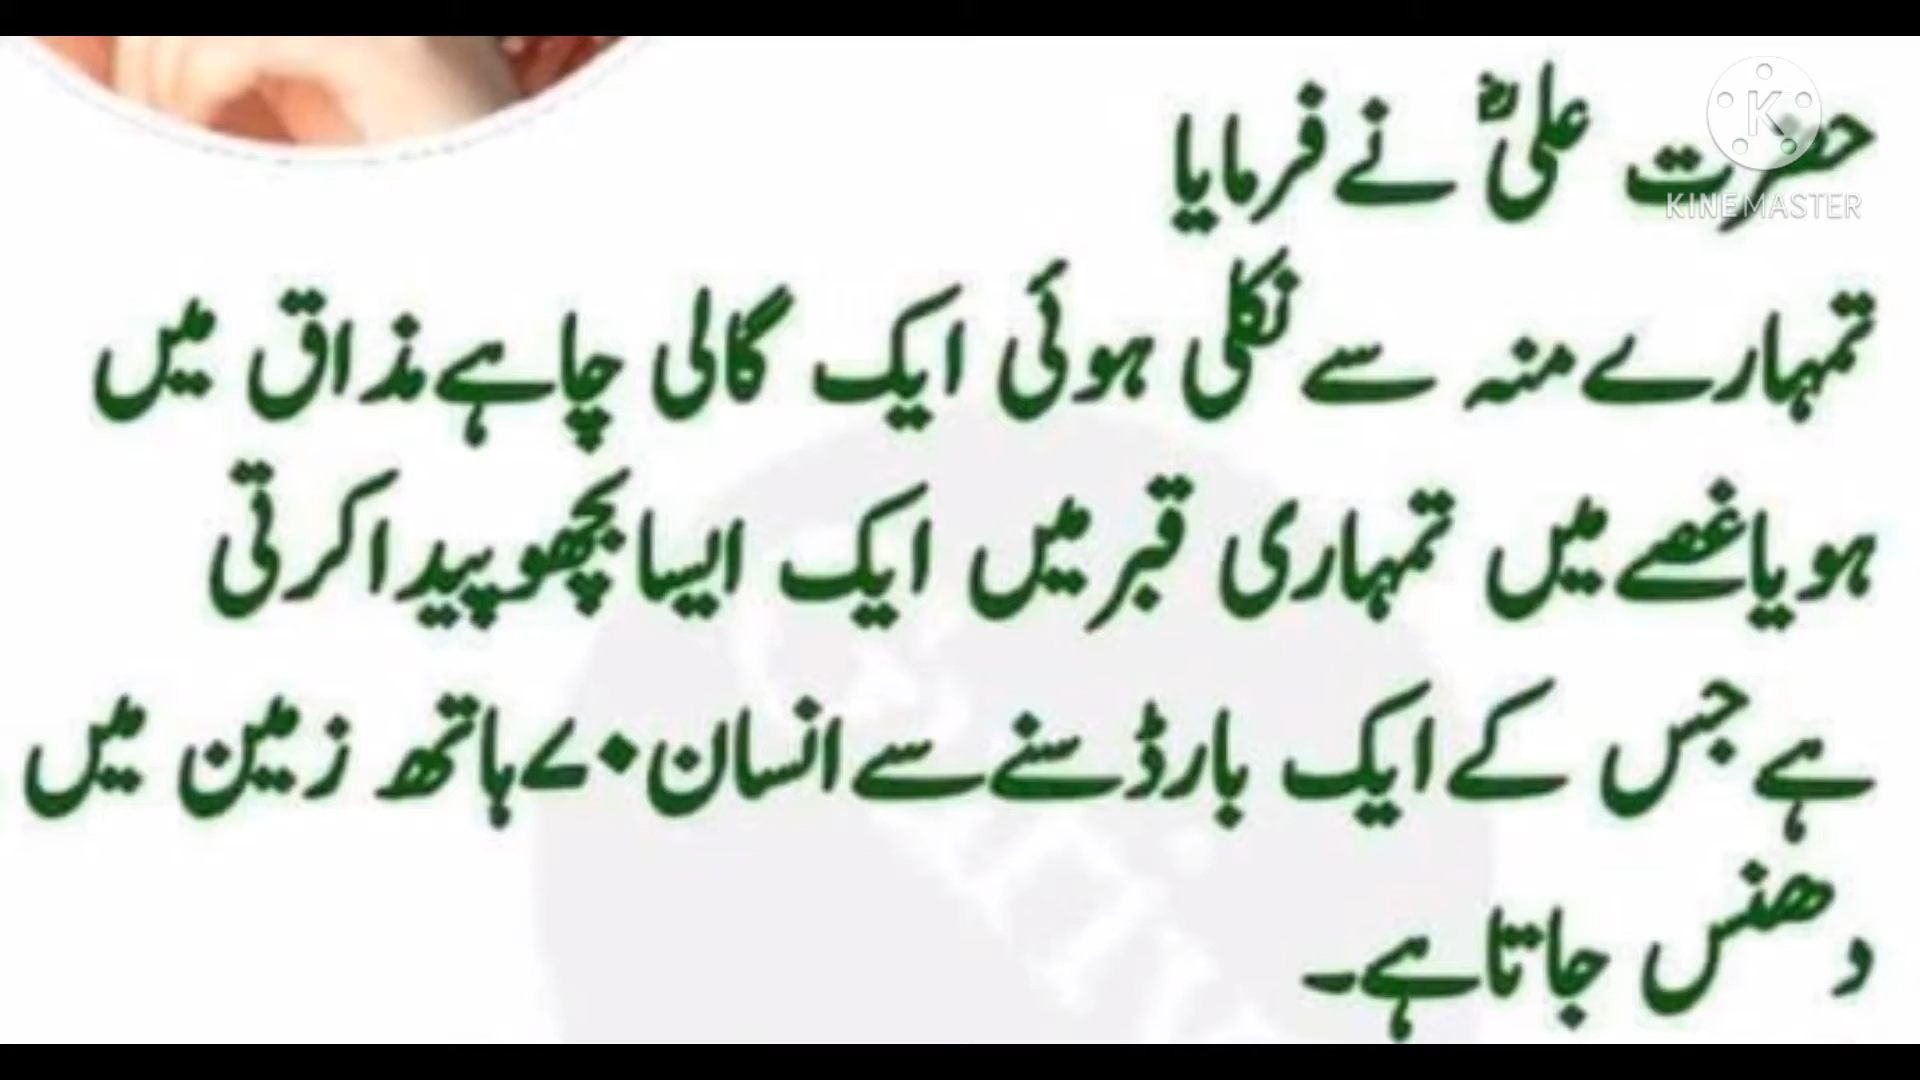 حضرت علیؓ نے فرمایا
KINEMASTER
تمہارے منہ سے نکلی ہوئی ایک گالی چاہے مذاق میں
ہو یا غصے میں تمہاری قبر میں ایک ایسا بچھو پیدا کرتی
ہے جس کے ایک بار ڈسنے سے انسان ۷۰ ہاتھ زمین میں
دھنس جاتا ہے۔